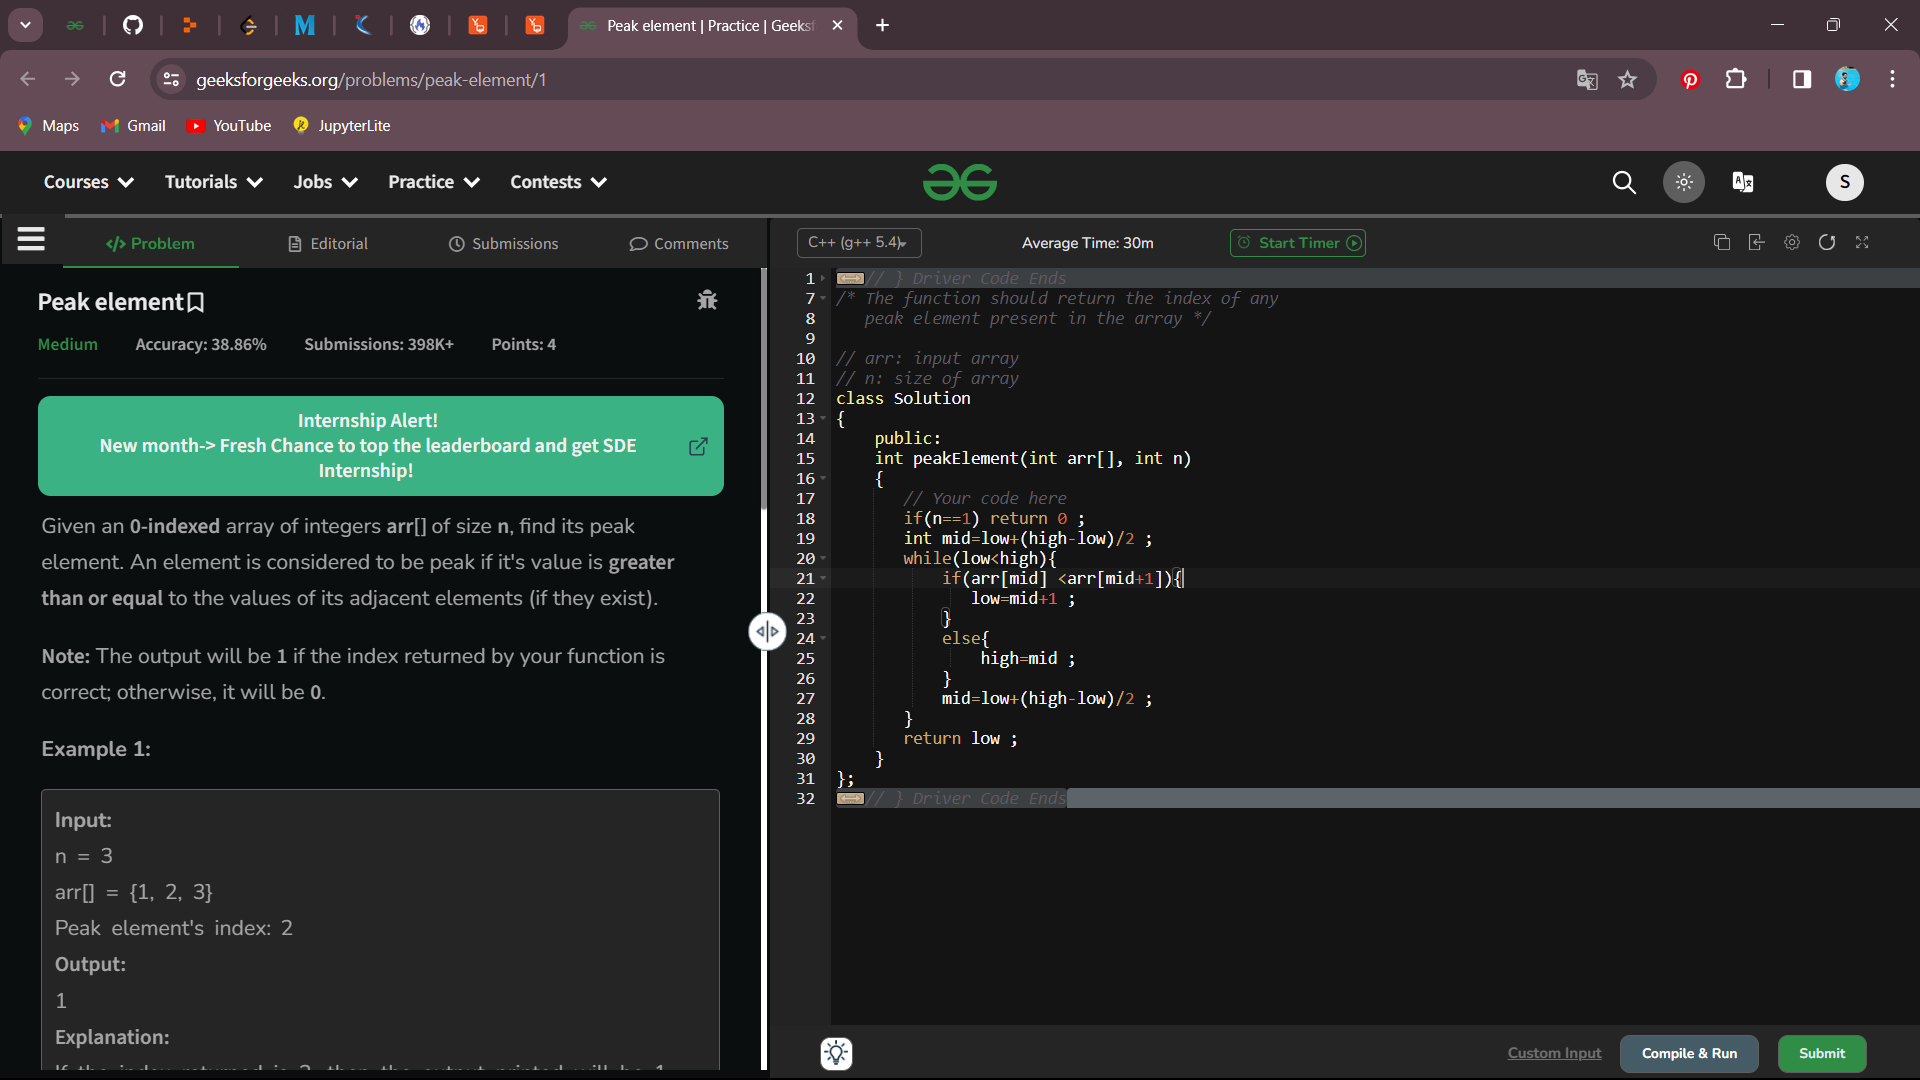 Peak element | Practice | Geeksf
geeksforgeeks.org/problems/peak-element/1
Maps
Gmail
YouTube
JupyterLite
Courses
Tutorials
Jobs
Practice
Contests
S
</> Problem
Editorial
Submissions
Comments
C++ (g++ 5.4)
Average Time: 30m
Start Timer
Peak element
Medium
Accuracy: 38.86%
Submissions: 398K+
Points: 4
Internship Alert!
New month-> Fresh Chance to top the leaderboard and get SDE
Internship!
Given an 0-indexed array of integers arr[] of size n, find its peak
element. An element is considered to be peak if it's value is greater
than or equal to the values of its adjacent elements (if they exist).
Note: The output will be 1 if the index returned by your function is
correct; otherwise, it will be 0.
Example 1:
Input:
n = 3
arr[] = {1, 2, 3}
Peak element's index: 2
Output:
1
Explanation:
1 // } Driver Code Ends
7 /* The function should return the index of any
8 peak element present in the array */
9
10 // arr: input array
11 // n: size of array
12 class Solution
13 {
14 public:
15 int peakElement(int arr[], int n)
16 {
17 // Your code here
18 if(n==1) return 0 ;
19 int mid=low+(high-low)/2 ;
20 while(low<high){
21 if(arr[mid] <arr[mid+1]){
22 low=mid+1 ;
23 }
24 else{
25 high=mid ;
26 }
27 mid=low+(high-low)/2 ;
28 }
29 return low ;
30 }
31 };
32 // } Driver Code Ends
Custom Input
Compile & Run
Submit